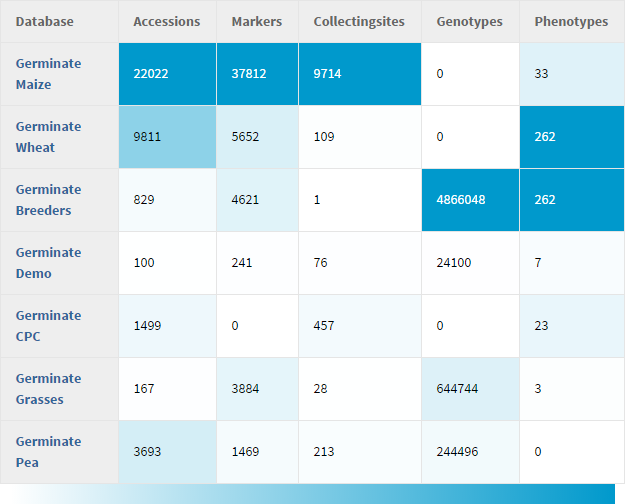 Database Accessions Markers Collectingsites Genotypes Phenotypes
Germinate
Maize 22022 37812 9714 0 33
Germinate
Wheat 9811 5652 109 0 262
Germinate
Breeders 829 4621 1 4866048 262
Germinate
Demo 100 241 76 24100 7
Germinate
CPC 1499 0 457 0 23
Germinate
Grasses 167 3884 28 644744 3
Germinate
Pea 3693 1469 213 244496 0